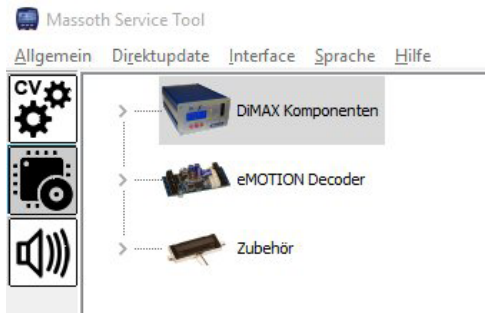 Massoth Service Tool
Allgemein Direktupdate Interface Sprache Hilfe
CV
DiMAX Komponenten
eMOTION Decoder
Zubehör